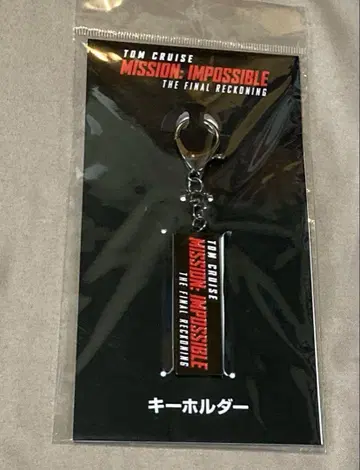 TOM CRUISE
MISSION: IMPOSSIBLE
THE FINAL RECKONING
TOM CRUISE
MISSION: IMPOSSIBLE
THE FINAL RECKONING
キーホルダー